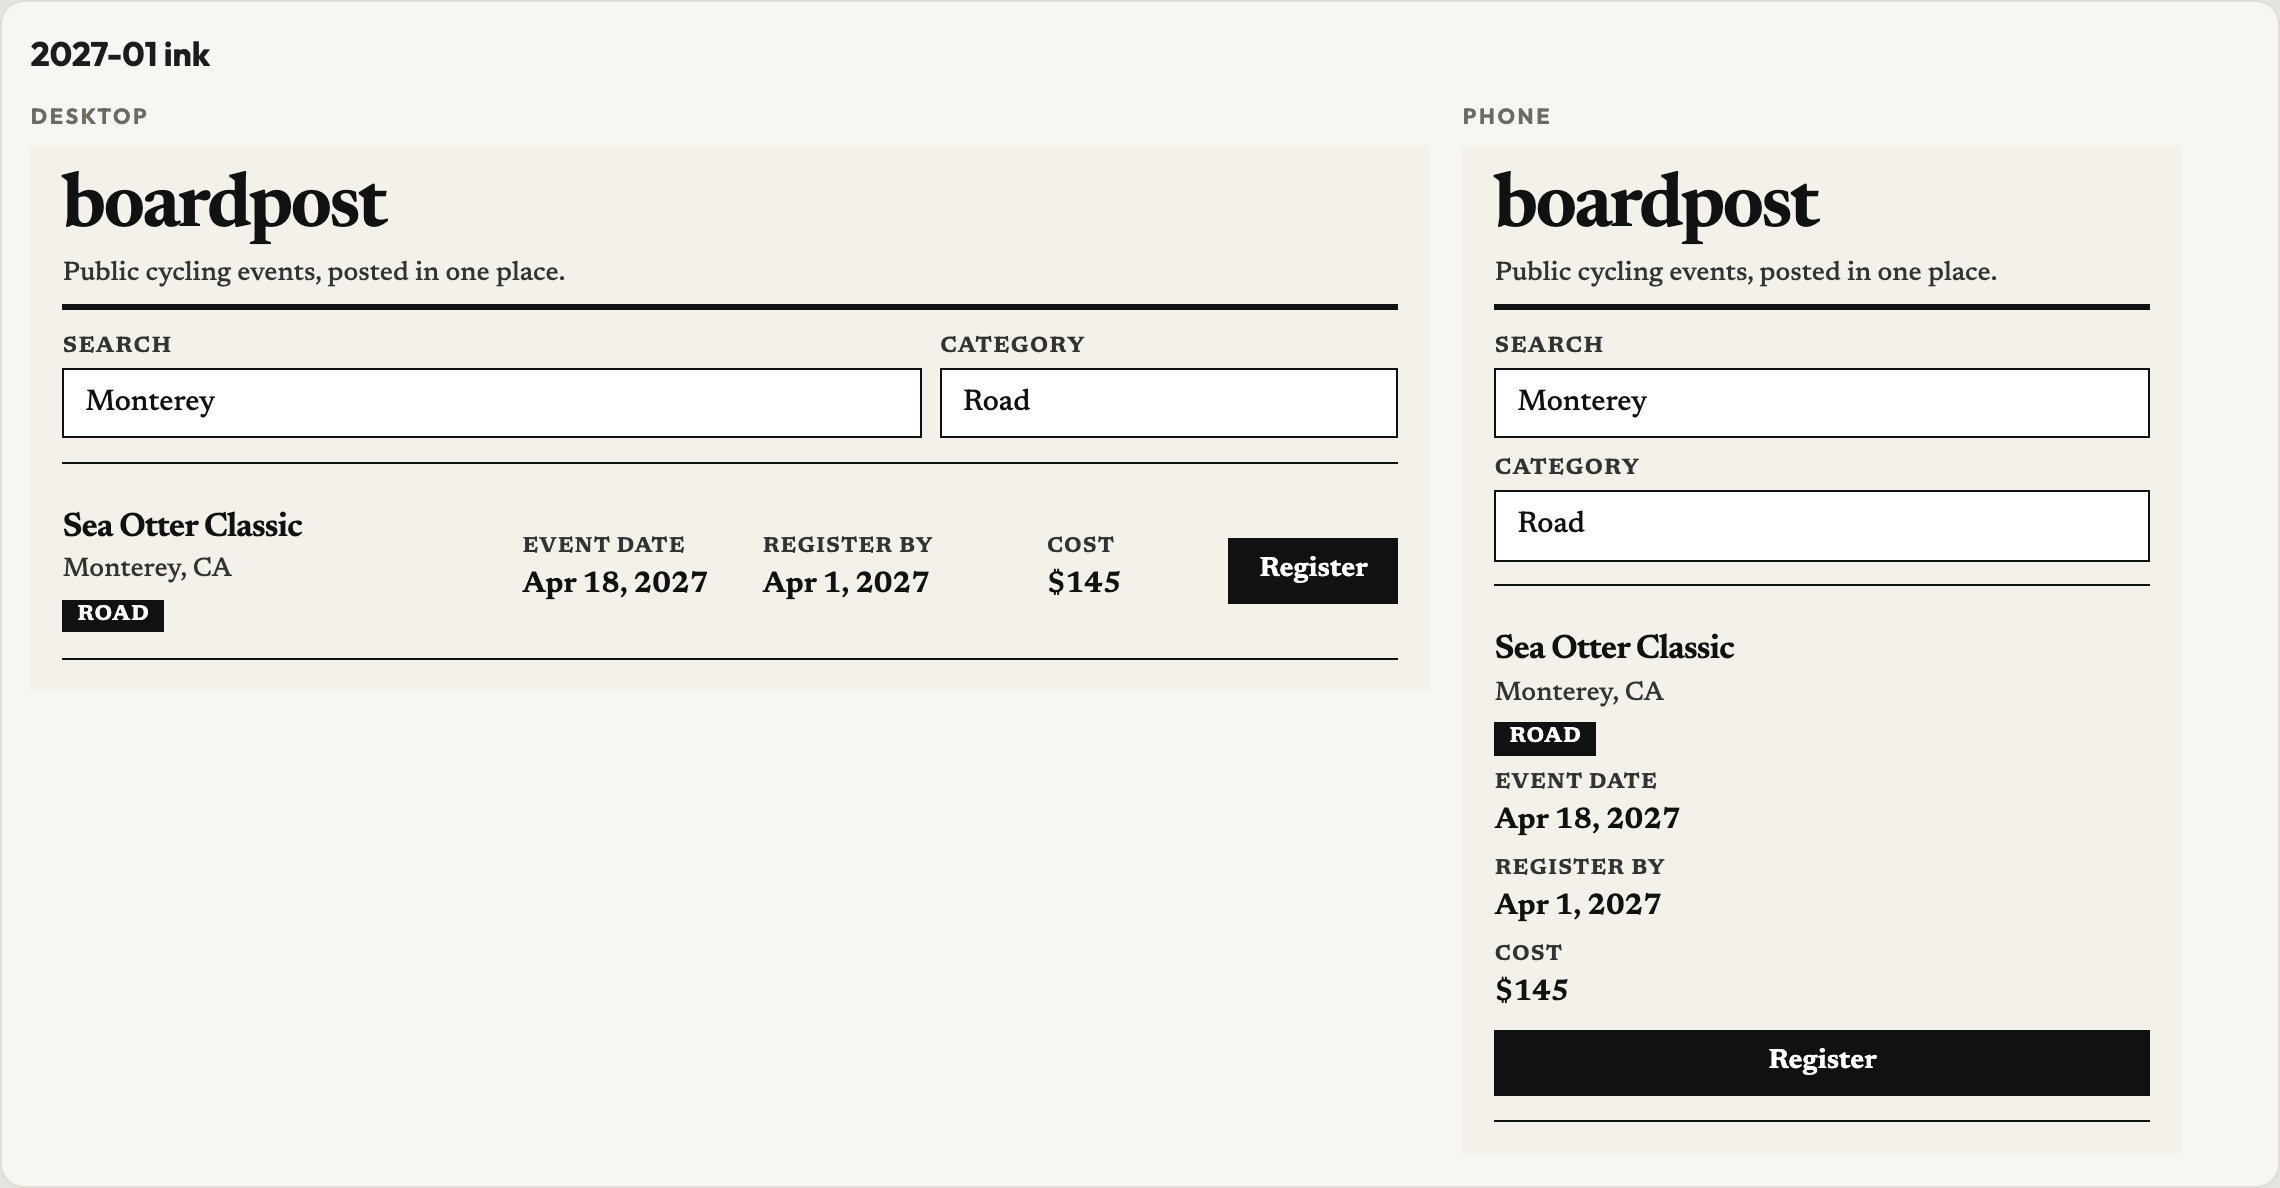 2027-01 ink
DESKTOP
boardpost
Public cycling events, posted in one place.
SEARCH
CATEGORY
Monterey
Road
Sea Otter Classic
Monterey, CA
ROAD
EVENT DATE
Apr 18, 2027
REGISTER BY
Apr 1, 2027
COST
$145
Register
PHONE
boardpost
Public cycling events, posted in one place.
SEARCH
Monterey
CATEGORY
Road
Sea Otter Classic
Monterey, CA
ROAD
EVENT DATE
Apr 18, 2027
REGISTER BY
Apr 1, 2027
COST
$145
Register